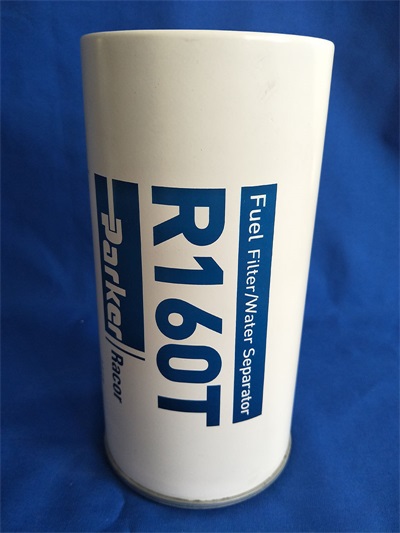 Fuel Filter/Water Separator
R160T
Parker Racor